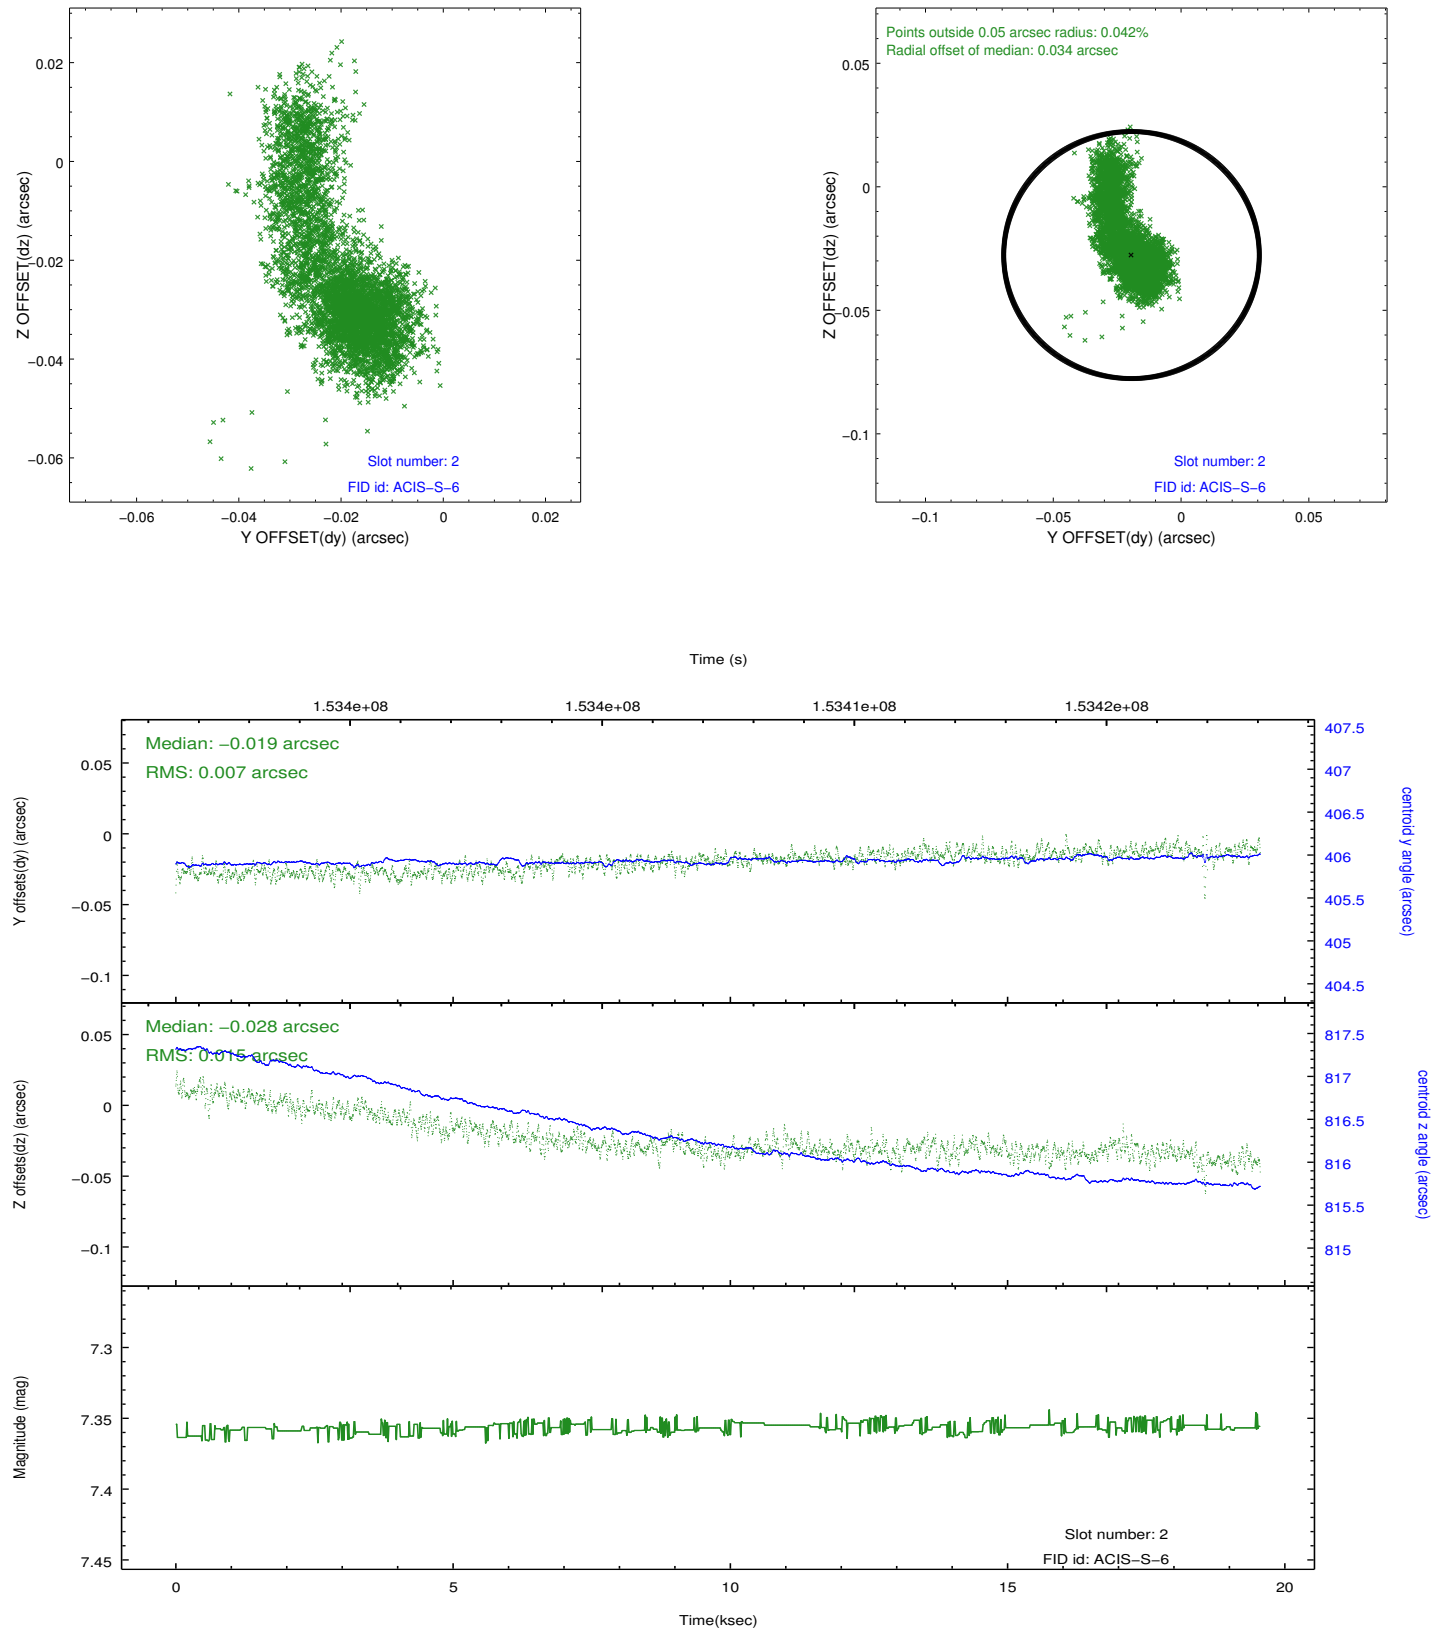 0.02
0
−0.02
−0.04
−0.06
Z OFFSET(dz) (arcsec)
Slot number: 2
FID id: ACIS−S−6
−0.06
−0.04
−0.02
0
0.02
Y OFFSET(dy) (arcsec)
Points outside 0.05 arcsec radius: 0.042%
Radial offset of median: 0.034 arcsec
0.05
0
−0.05
−0.1
Z OFFSET(dz) (arcsec)
Slot number: 2
FID id: ACIS−S−6
−0.1
−0.05
0
0.05
Y OFFSET(dy) (arcsec)
Time (s)
1.534e+08
1.534e+08
1.5341e+08
1.5342e+08
Median: −0.019 arcsec
RMS: 0.007 arcsec
0.05
0
−0.05
−0.1
Y offsets(dy) (arcsec)
407.5
407
406.5
406
405.5
405
404.5
centroid y angle (arcsec)
Median: −0.028 arcsec
RMS: 0.015 arcsec
0.05
0
−0.05
−0.1
Z offsets(dz) (arcsec)
817.5
817
816.5
816
815.5
815
centroid z angle (arcsec)
7.3
7.35
7.4
7.45
Magnitude (mag)
Slot number: 2
FID id: ACIS−S−6
0
5
10
15
20
Time(ksec)